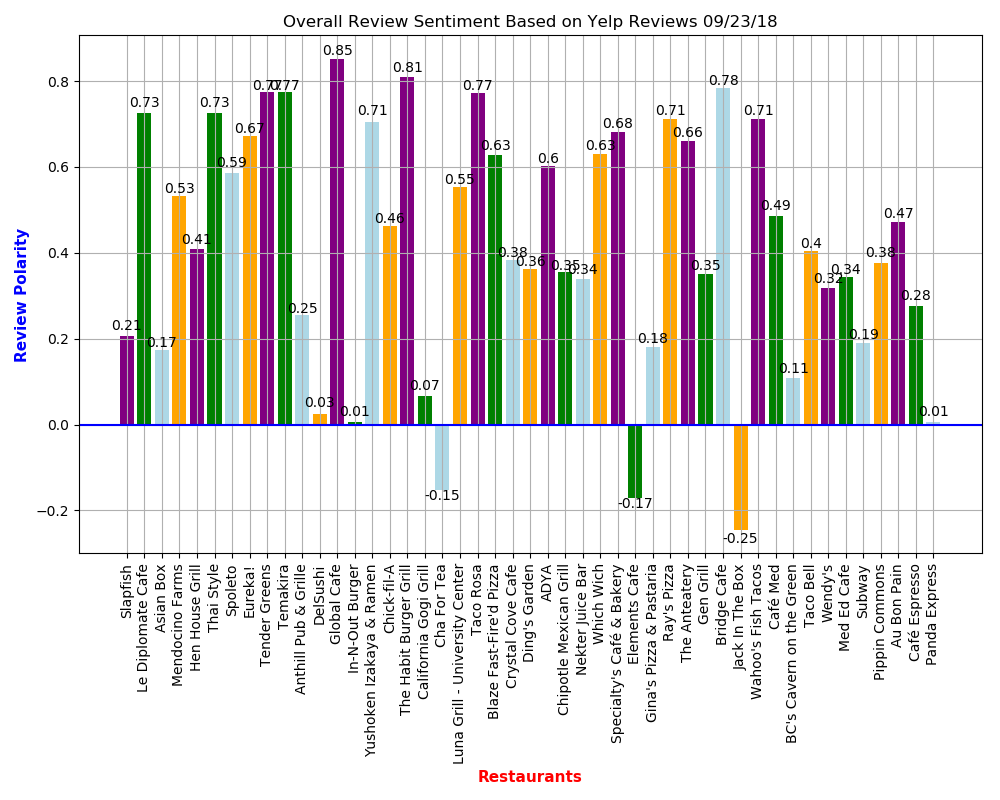 Overall Review Sentiment Based on Yelp Reviews 09/23/18
Review Polarity
0.8
0.6
0.4
0.2
0.0
−0.2
0.21
0.73
0.17
0.53
0.41
0.73
0.59
0.67
0.77
0.77
0.25
0.03
0.85
0.01
0.71
0.46
0.81
0.07
-0.15
0.55
0.77
0.63
0.38
0.36
0.6
0.35
0.34
0.63
0.68
-0.17
0.18
0.71
0.66
0.35
0.78
-0.25
0.71
0.49
0.11
0.4
0.32
0.34
0.19
0.38
0.47
0.28
0.01
Slapfish
Le Diplomate Cafe
Asian Box
Mendocino Farms
Hen House Grill
Thai Style
Spoleto
Eureka!
Tender Greens
Temakira
Anthill Pub & Grille
DelSushi
Global Cafe
In-N-Out Burger
Yushoken Izakaya & Ramen
Chick-fil-A
The Habit Burger Grill
California Gogi Grill
Cha For Tea
Luna Grill - University Center
Taco Rosa
Blaze Fast-Fire'd Pizza
Crystal Cove Cafe
Ding's Garden
ADYA
Chipotle Mexican Grill
Nekter Juice Bar
Which Wich
Specialty's Café & Bakery
Elements Cafe
Gina's Pizza & Pastaria
Ray's Pizza
The Anteatery
Gen Grill
Bridge Cafe
Jack In The Box
Wahoo's Fish Tacos
Café Med
BC's Cavern on the Green
Taco Bell
Wendy's
Med Ed Cafe
Subway
Pippin Commons
Au Bon Pain
Café Espresso
Panda Express
Restaurants